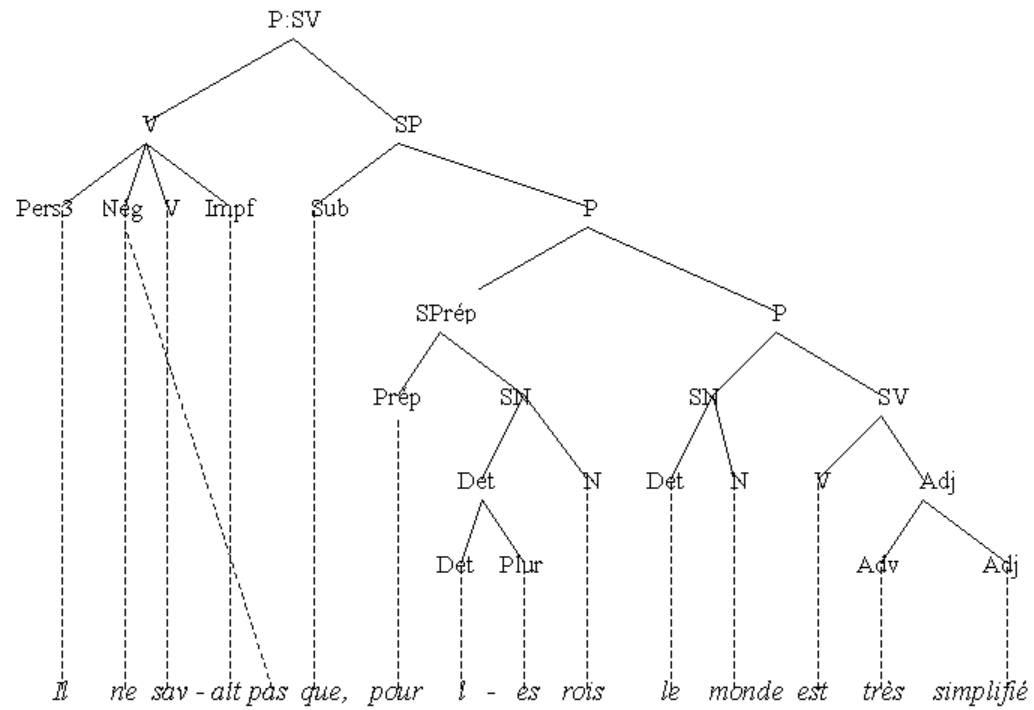 P:SV
V SP
Pers3 Nég V Impf Sub P
SPrép P
Prép SN SN SV
Det N Det N V Adj
Det Plur Adv Adj
Il ne sav - ait pas que, pour l - es rois le monde est très simplifié